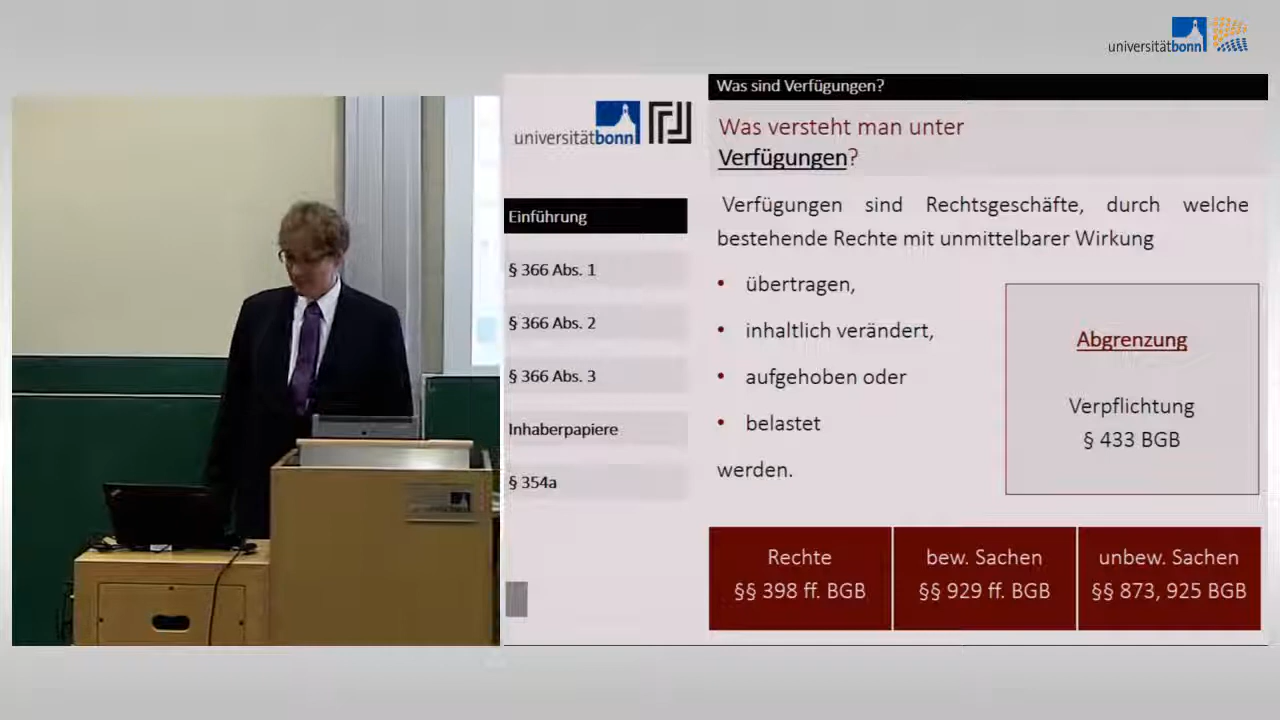 universitätbonn
Was sind Verfügungen?
universitätbonn
Was versteht man unter
Verfügungen?
Einführung
§ 366 Abs. 1
§ 366 Abs. 2
§ 366 Abs. 3
Inhaberpapiere
§ 354a
Verfügungen sind Rechtsgeschäfte, durch welche
bestehende Rechte mit unmittelbarer Wirkung
• übertragen,
• inhaltlich verändert,
• aufgehoben oder
• belastet
werden.
Abgrenzung
Verpflichtung
§ 433 BGB
Rechte
§§ 398 ff. BGB
bew. Sachen
§§ 929 ff. BGB
unbew. Sachen
§§ 873, 925 BGB